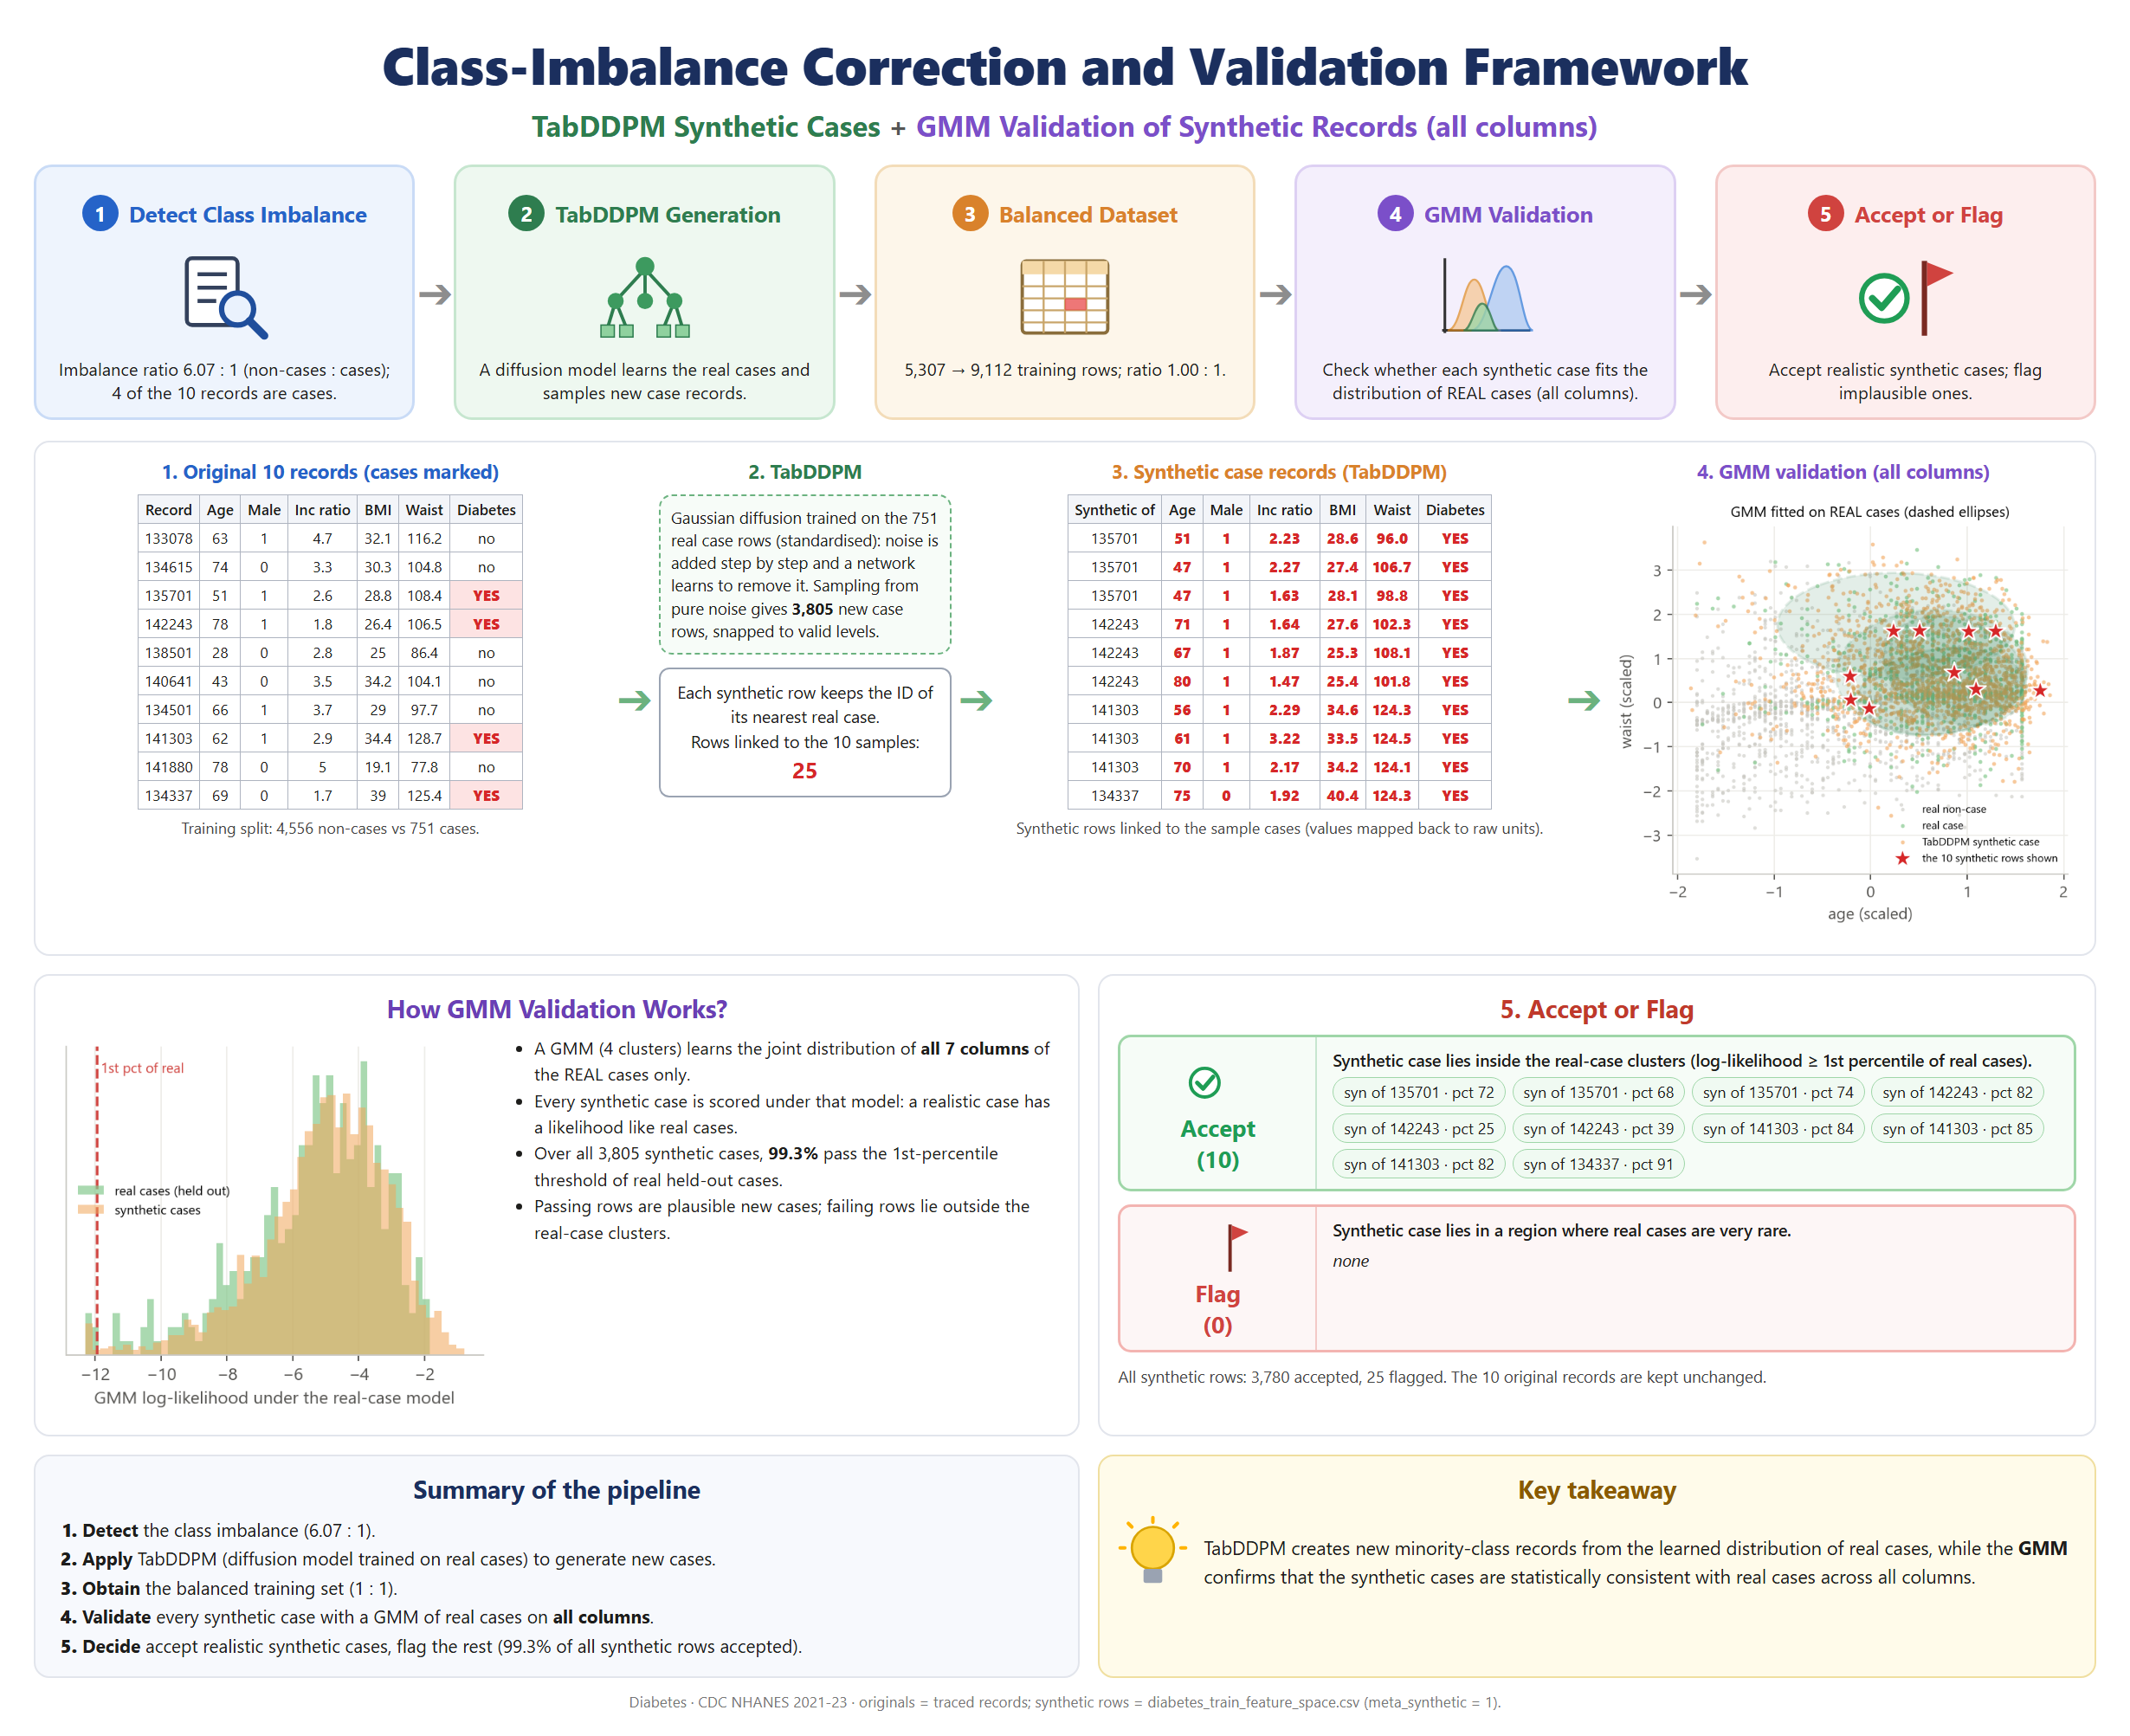 Class-Imbalance Correction and Validation Framework
TabDDPM Synthetic Cases + GMM Validation of Synthetic Records (all columns)
1 Detect Class Imbalance
Imbalance ratio 6.07 : 1 (non-cases : cases);
4 of the 10 records are cases.
2 TabDDPM Generation
A diffusion model learns the real cases and
samples new case records.
3 Balanced Dataset
5,307 → 9,112 training rows; ratio 1.00 : 1.
4 GMM Validation
Check whether each synthetic case fits the
distribution of REAL cases (all columns).
5 Accept or Flag
Accept realistic synthetic cases; flag
implausible ones.
1. Original 10 records (cases marked)
Record Age Male Inc ratio BMI Waist Diabetes
133078 63 1 4.7 32.1 116.2 no
134615 74 0 3.3 30.3 104.8 no
135701 51 1 2.6 28.8 108.4 YES
142243 78 1 1.8 26.4 106.5 YES
138501 28 0 2.8 25 86.4 no
140641 43 0 3.5 34.2 104.1 no
134501 66 1 3.7 29 97.7 no
141303 62 1 2.9 34.4 128.7 YES
141880 78 0 5 19.1 77.8 no
134337 69 0 1.7 39 125.4 YES
Training split: 4,556 non-cases vs 751 cases.
2. TabDDPM
Gaussian diffusion trained on the 751
real case rows (standardised): noise is
added step by step and a network
learns to remove it. Sampling from
pure noise gives 3,805 new case
rows, snapped to valid levels.
Each synthetic row keeps the ID of
its nearest real case.
Rows linked to the 10 samples:
25
3. Synthetic case records (TabDDPM)
Synthetic of Age Male Inc ratio BMI Waist Diabetes
135701 51 1 2.23 28.6 96.0 YES
135701 47 1 2.27 27.4 106.7 YES
135701 47 1 1.63 28.1 98.8 YES
142243 71 1 1.64 27.6 102.3 YES
142243 67 1 1.87 25.3 108.1 YES
142243 80 1 1.47 25.4 101.8 YES
141303 56 1 2.29 34.6 124.3 YES
141303 61 1 3.22 33.5 124.5 YES
141303 70 1 2.17 34.2 124.1 YES
134337 75 0 1.92 40.4 124.3 YES
Synthetic rows linked to the sample cases (values mapped back to raw units).
4. GMM validation (all columns)
GMM fitted on REAL cases (dashed ellipses)
3
2
1
0
−1
−2
−3
waist (scaled)
real non-case
real case
TabDDPM synthetic case
the 10 synthetic rows shown
−2 −1 0 1 2
age (scaled)
How GMM Validation Works?
1st pct of real
real cases (held out)
synthetic cases
−12 −10 −8 −6 −4 −2
GMM log-likelihood under the real-case model
• A GMM (4 clusters) learns the joint distribution of all 7 columns of
the REAL cases only.
• Every synthetic case is scored under that model: a realistic case has
a likelihood like real cases.
• Over all 3,805 synthetic cases, 99.3% pass the 1st-percentile
threshold of real held-out cases.
• Passing rows are plausible new cases; failing rows lie outside the
real-case clusters.
5. Accept or Flag
Accept
(10)
Synthetic case lies inside the real-case clusters (log-likelihood ≥ 1st percentile of real cases).
syn of 135701 · pct 72 syn of 135701 · pct 68 syn of 135701 · pct 74 syn of 142243 · pct 82
syn of 142243 · pct 25 syn of 142243 · pct 39 syn of 141303 · pct 84 syn of 141303 · pct 85
syn of 141303 · pct 82 syn of 134337 · pct 91
Flag
(0)
Synthetic case lies in a region where real cases are very rare.
none
All synthetic rows: 3,780 accepted, 25 flagged. The 10 original records are kept unchanged.
Summary of the pipeline
1. Detect the class imbalance (6.07 : 1).
2. Apply TabDDPM (diffusion model trained on real cases) to generate new cases.
3. Obtain the balanced training set (1 : 1).
4. Validate every synthetic case with a GMM of real cases on all columns.
5. Decide accept realistic synthetic cases, flag the rest (99.3% of all synthetic rows accepted).
Key takeaway
TabDDPM creates new minority-class records from the learned distribution of real cases, while the GMM
confirms that the synthetic cases are statistically consistent with real cases across all columns.
Diabetes · CDC NHANES 2021-23 · originals = traced records; synthetic rows = diabetes_train_feature_space.csv (meta_synthetic = 1).